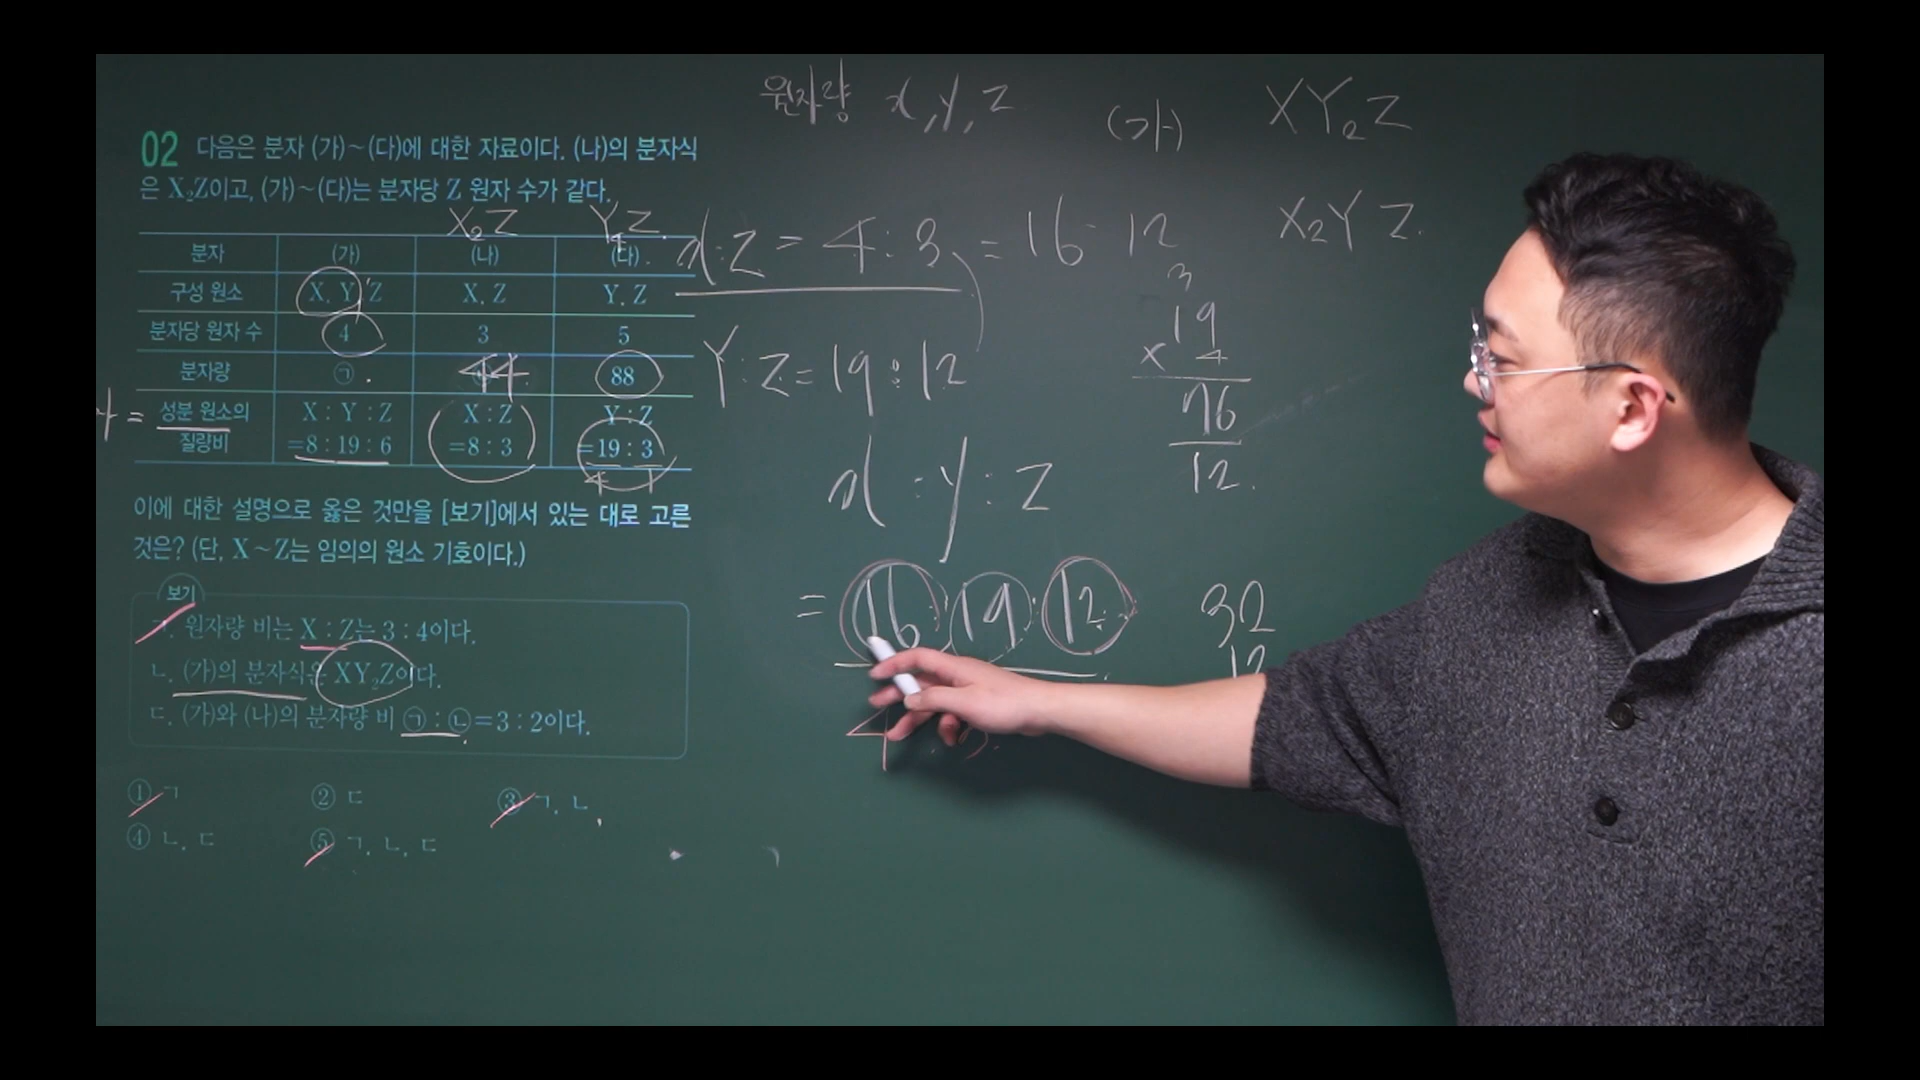 02 다음은 분자 (가)~(다)에 대한 자료이다. (나)의 분자식
은 X₂Z이고, (가)~(다)는 분자당 Z 원자 수가 같다.
X₂Z Y₄Z
분자 (가) (나) (다)
구성 원소 X, Y, Z X, Z Y, Z
분자당 원자 수 4 3 5
분자량 ㉠ 44 88
성분 원소의 질량비 X : Y : Z =8 : 19 : 6 X : Z =8 : 3 Y : Z =19 : 3
4 1
이에 대한 설명으로 옳은 것만을 [보기]에서 있는 대로 고른
것은? (단, X~Z는 임의의 원소 기호이다.)
보기
ㄱ. 원자량 비는 X : Z는 3 : 4이다.
ㄴ. (가)의 분자식은 XY₂Z이다.
ㄷ. (가)와 (나)의 분자량 비 ㉠ : ㉡=3 : 2이다.
① ㄱ ② ㄷ ③ ㄱ, ㄴ
④ ㄴ, ㄷ ⑤ ㄱ, ㄴ, ㄷ
원자량 x, y, z
(가) XY₂Z
X₂YZ
x : z = 4 : 3 = 16 : 12
Y : Z = 19 : 12
x : y : z
= 16 : 19 : 12
4
3
19
× 4
76
12
32
12